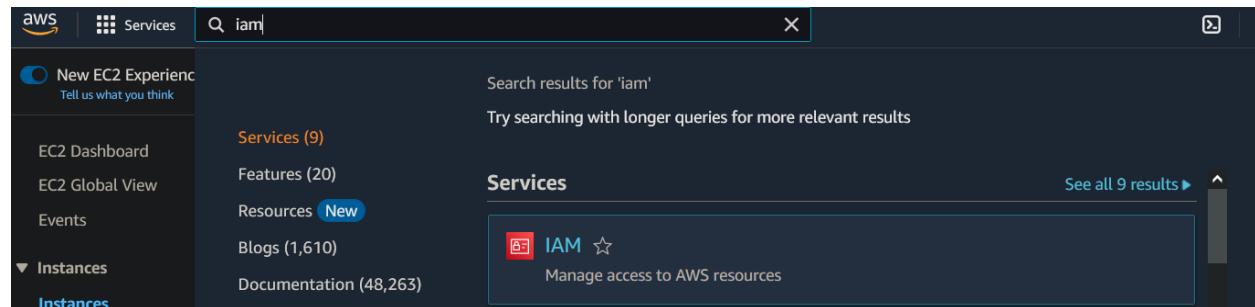 aws
Services
iam
New EC2 Experienc
Tell us what you think
EC2 Dashboard
EC2 Global View
Events
Instances
Instances
Services (9)
Features (20)
Resources New
Blogs (1,610)
Documentation (48,263)
Search results for 'iam'
Try searching with longer queries for more relevant results
Services
See all 9 results
IAM
Manage access to AWS resources